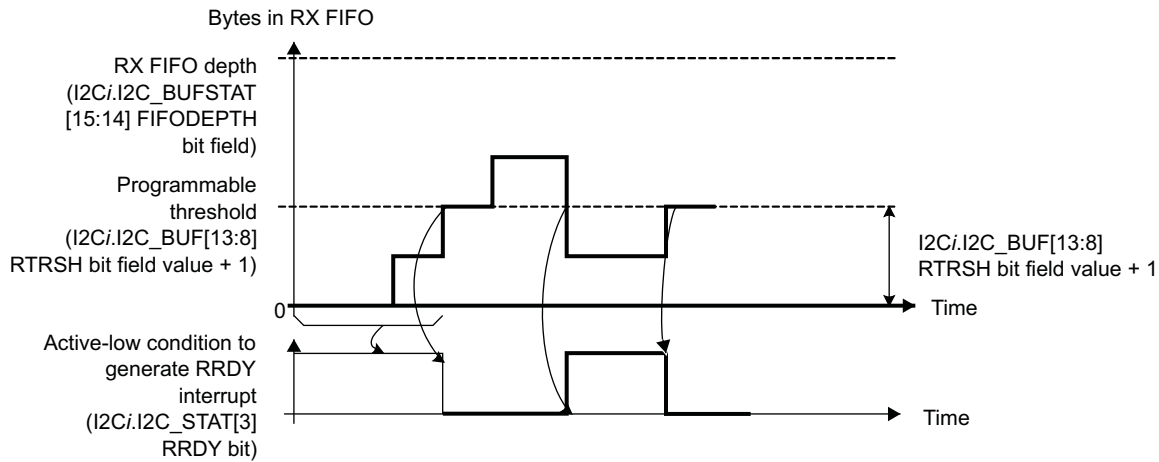 Bytes in RX FIFO
RX FIFO depth
(I2Ci.I2C_BUFSTAT
[15:14] FIFODEPTH
bit field)
Programmable
threshold
(I2Ci.I2C_BUF[13:8]
RTRSH bit field value + 1)
I2Ci.I2C_BUF[13:8]
RTRSH bit field value + 1
0
Time
Active-low condition to
generate RRDY
interrupt
(I2Ci.I2C_STAT[3]
RRDY bit)
Time